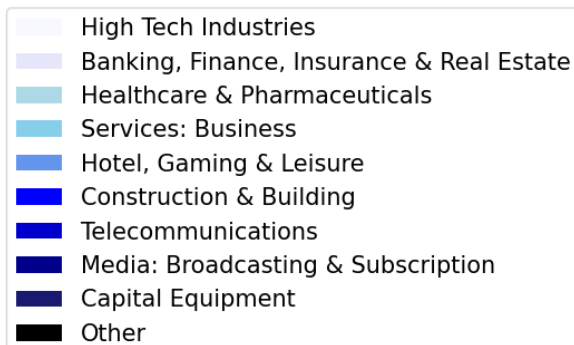 High Tech Industries
Banking, Finance, Insurance & Real Estate
Healthcare & Pharmaceuticals
Services: Business
Hotel, Gaming & Leisure
Construction & Building
Telecommunications
Media: Broadcasting & Subscription
Capital Equipment
Other